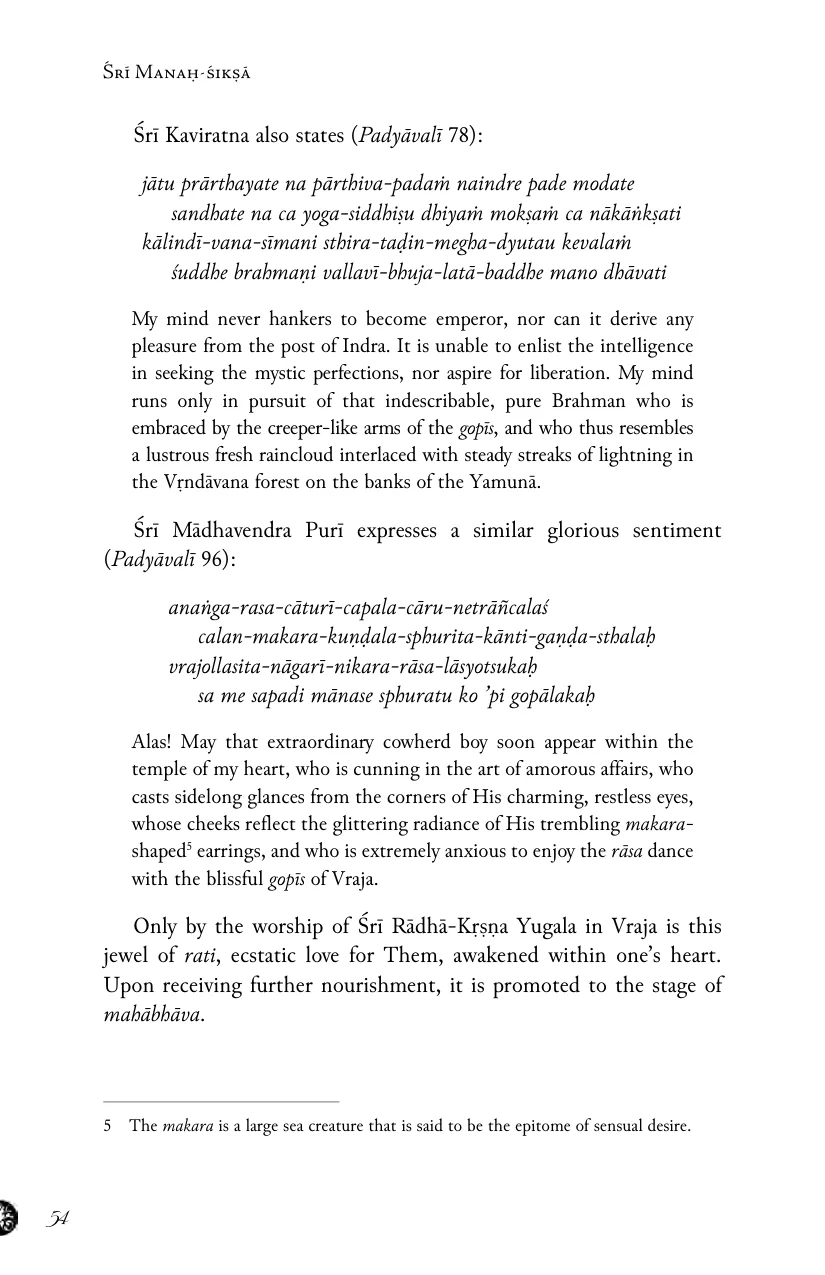 Śrī Manaḥ-śikṣā
Śrī Kaviratna also states (Padyāvalī 78):
jātu prārthayate na pārthiva-padaṁ naindre pade modate
sandhate na ca yoga-siddhiṣu dhiyaṁ mokṣaṁ ca nākāṅkṣati
kālindī-vana-sīmani sthira-taḍin-megha-dyutau kevalaṁ
śuddhe brahmaṇi vallavī-bhuja-latā-baddhe mano dhāvati
My mind never hankers to become emperor, nor can it derive any
pleasure from the post of Indra. It is unable to enlist the intelligence
in seeking the mystic perfections, nor aspire for liberation. My mind
runs only in pursuit of that indescribable, pure Brahman who is
embraced by the creeper-like arms of the gopīs, and who thus resembles
a lustrous fresh raincloud interlaced with steady streaks of lightning in
the Vṛndāvana forest on the banks of the Yamunā.
Śrī Mādhavendra Purī expresses a similar glorious sentiment
(Padyāvalī 96):
anaṅga-rasa-cāturī-capala-cāru-netrāñcalaś
calan-makara-kuṇḍala-sphurita-kānti-gaṇḍa-sthalaḥ
vrajollasita-nāgarī-nikara-rāsa-lāsyotsukaḥ
sa me sapadi mānase sphuratu ko ’pi gopālakaḥ
Alas! May that extraordinary cowherd boy soon appear within the
temple of my heart, who is cunning in the art of amorous affairs, who
casts sidelong glances from the corners of His charming, restless eyes,
whose cheeks reflect the glittering radiance of His trembling makara-
shaped⁵ earrings, and who is extremely anxious to enjoy the rāsa dance
with the blissful gopīs of Vraja.
Only by the worship of Śrī Rādhā-Kṛṣṇa Yugala in Vraja is this
jewel of rati, ecstatic love for Them, awakened within one’s heart.
Upon receiving further nourishment, it is promoted to the stage of
mahābhāva.
5 The makara is a large sea creature that is said to be the epitome of sensual desire.
54